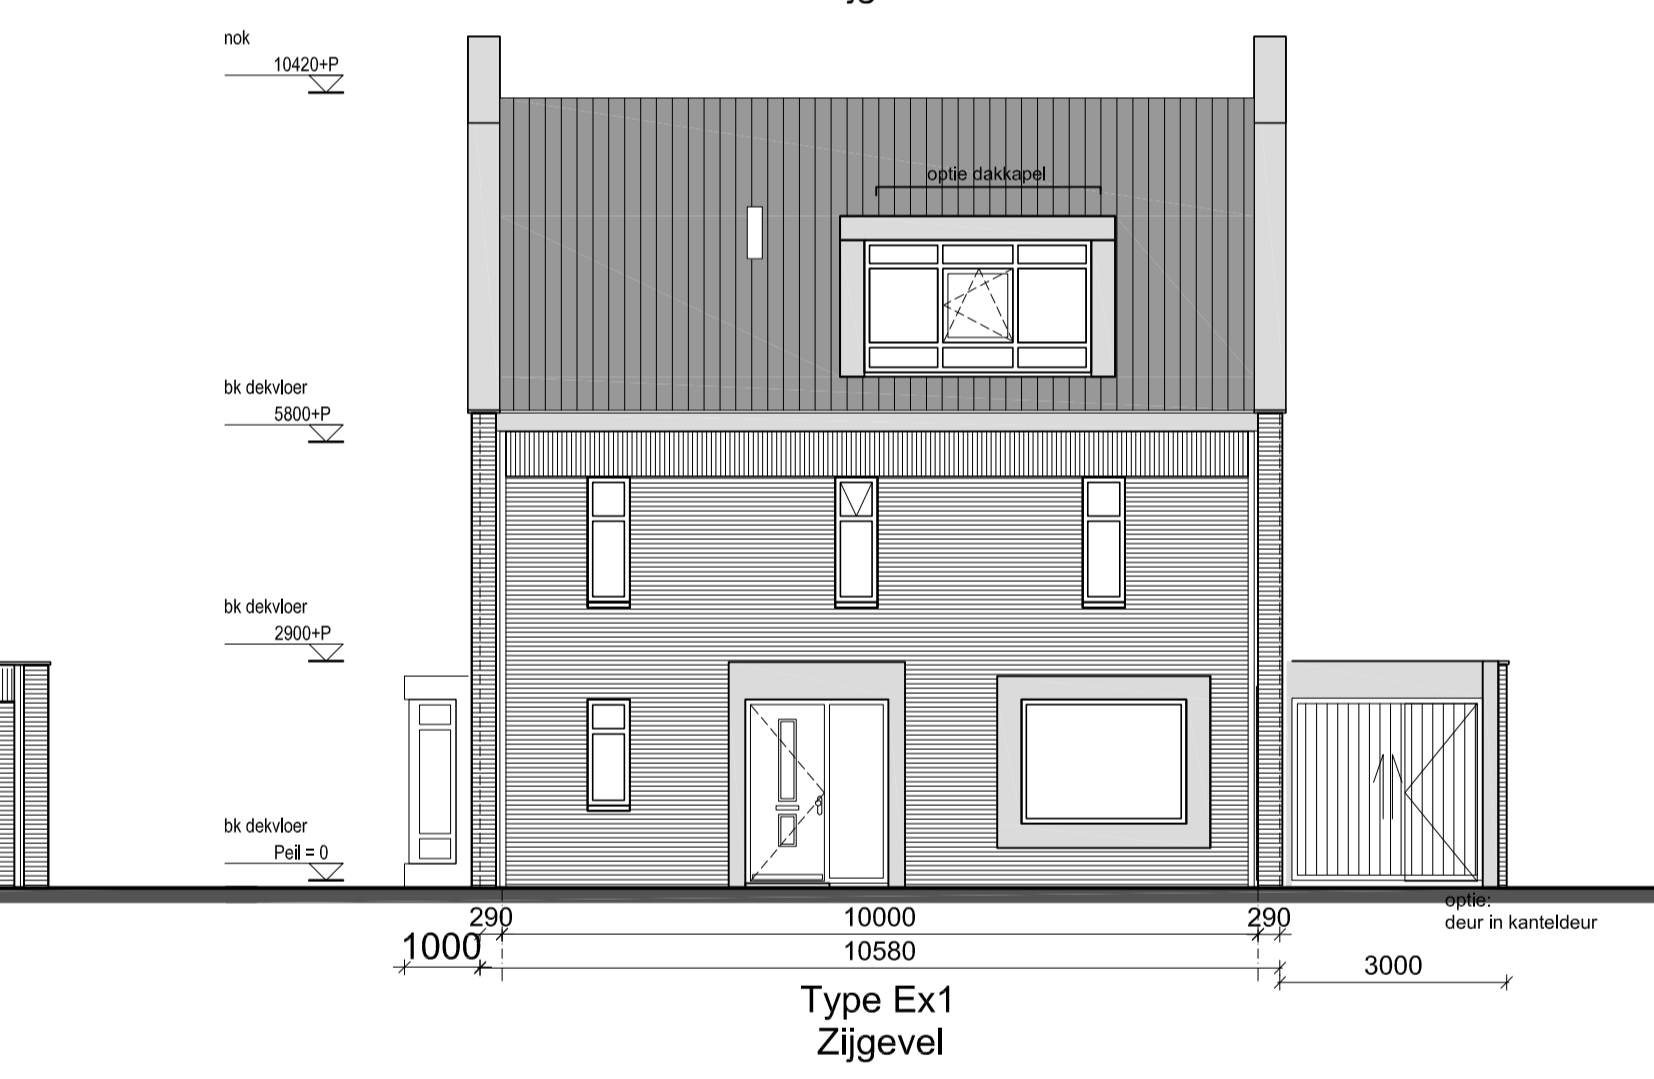 nok
10420+P
optie dakkapel
bk dekvloer
5800+P
bk dekvloer
2900+P
bk dekvloer
Peil = 0
optie:
deur in kanteldeur
290
10000
290
1000
10580
3000
Type Ex1
Zijgevel